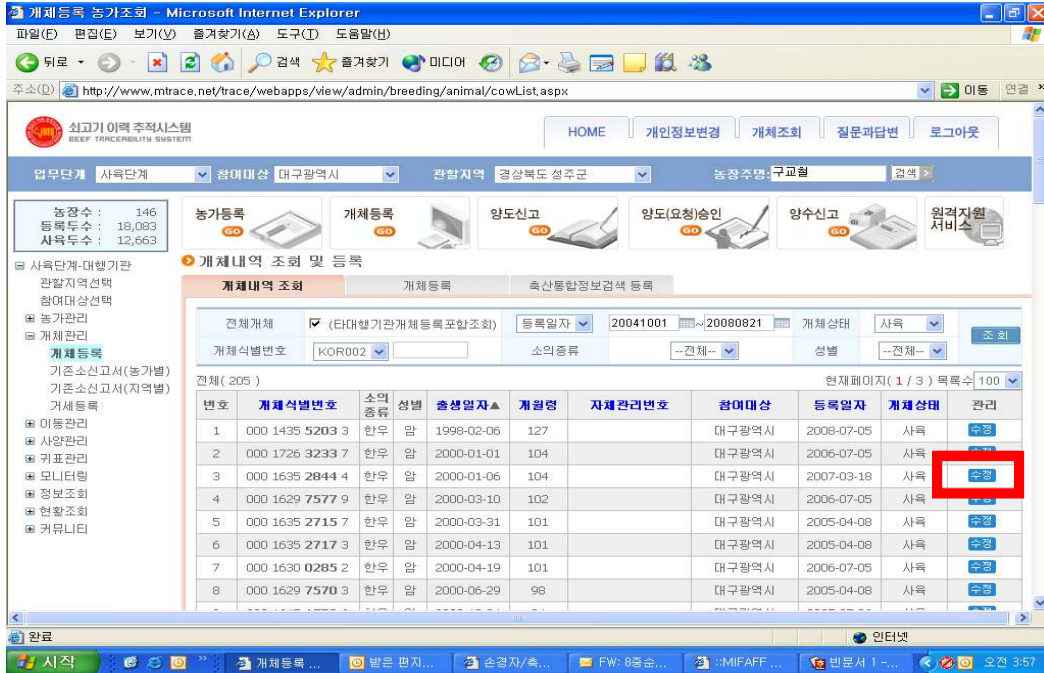 개체등록 농가조회 - Microsoft Internet Explorer
파일(F) 편집(E) 보기(V) 즐겨찾기(A) 도구(T) 도움말(H)
뒤로 검색 즐겨찾기 미디어
주소(D) http://www.mtrace.net/trace/webapps/view/admin/breeding/animal/cowList.aspx 이동 연결 »
쇠고기 이력 추적시스템
BEEF TRACEABILITY SYSTEM
HOME 개인정보변경 개체조회 질문과답변 로그아웃
업무단계 사육단계 참여대상 대구광역시 관할지역 경상북도 성주군 농장주명: 구교철 검색
농장수 : 146
등록두수 : 18,083
사육두수 : 12,663
농가등록 GO 개체등록 GO 양도신고 GO 양도(요청)승인 GO 양수신고 GO 원격지원 서비스
사육단계-대행기관
관할지역선택
참여대상선택
농가관리
개체관리
개체등록
기존소신고서(농가별)
기존소신고서(지역별)
거세등록
이동관리
사양관리
귀표관리
모니터링
정보조회
현황조회
커뮤니티
개체내역 조회 및 등록
개체내역 조회 개체등록 축산통합정보검색 등록
전체개체 (타대행기관개체등록포함조회) 등록일자 20041001 ~ 20080821 개체상태 사육 조회
개체식별번호 KOR002 소의종류 --전체-- 성별 --전체--
전체( 205 ) 현재페이지( 1 / 3 ) 목록수 100
번호 개체식별번호 소의종류 성별 출생일자▲ 개월령 자체관리번호 참여대상 등록일자 개체상태 관리
1 000 1435 5203 3 한우 암 1998-02-06 127 대구광역시 2008-07-05 사육 수정
2 000 1726 3233 7 한우 암 2000-01-01 104 대구광역시 2006-07-05 사육
3 000 1635 2844 4 한우 암 2000-01-06 104 대구광역시 2007-03-18 사육 수정
4 000 1629 7577 9 한우 암 2000-03-10 102 대구광역시 2006-07-05 사육
5 000 1635 2715 7 한우 암 2000-03-31 101 대구광역시 2005-04-08 사육 수정
6 000 1635 2717 3 한우 암 2000-04-13 101 대구광역시 2005-04-08 사육 수정
7 000 1630 0285 2 한우 암 2000-04-19 101 대구광역시 2006-07-05 사육 수정
8 000 1629 7570 3 한우 암 2000-06-29 98 대구광역시 2005-04-08 사육 수정
완료 인터넷
시작 개체등록 ... 받은 편지... 손경자/축... FW: 8중순... ::MIFAFF ... 빈문서 1 -... 오전 3:57